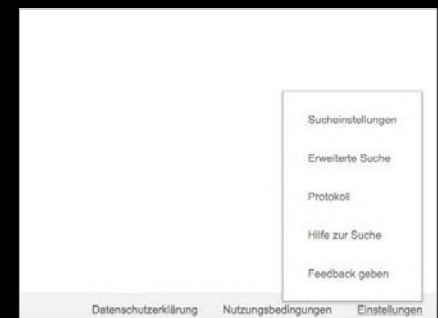 Sucheinstellungen
Erweiterte Suche
Protokoll
Hilfe zur Suche
Feedback geben
Datenschutzerklärung Nutzungsbedingungen Einstellungen